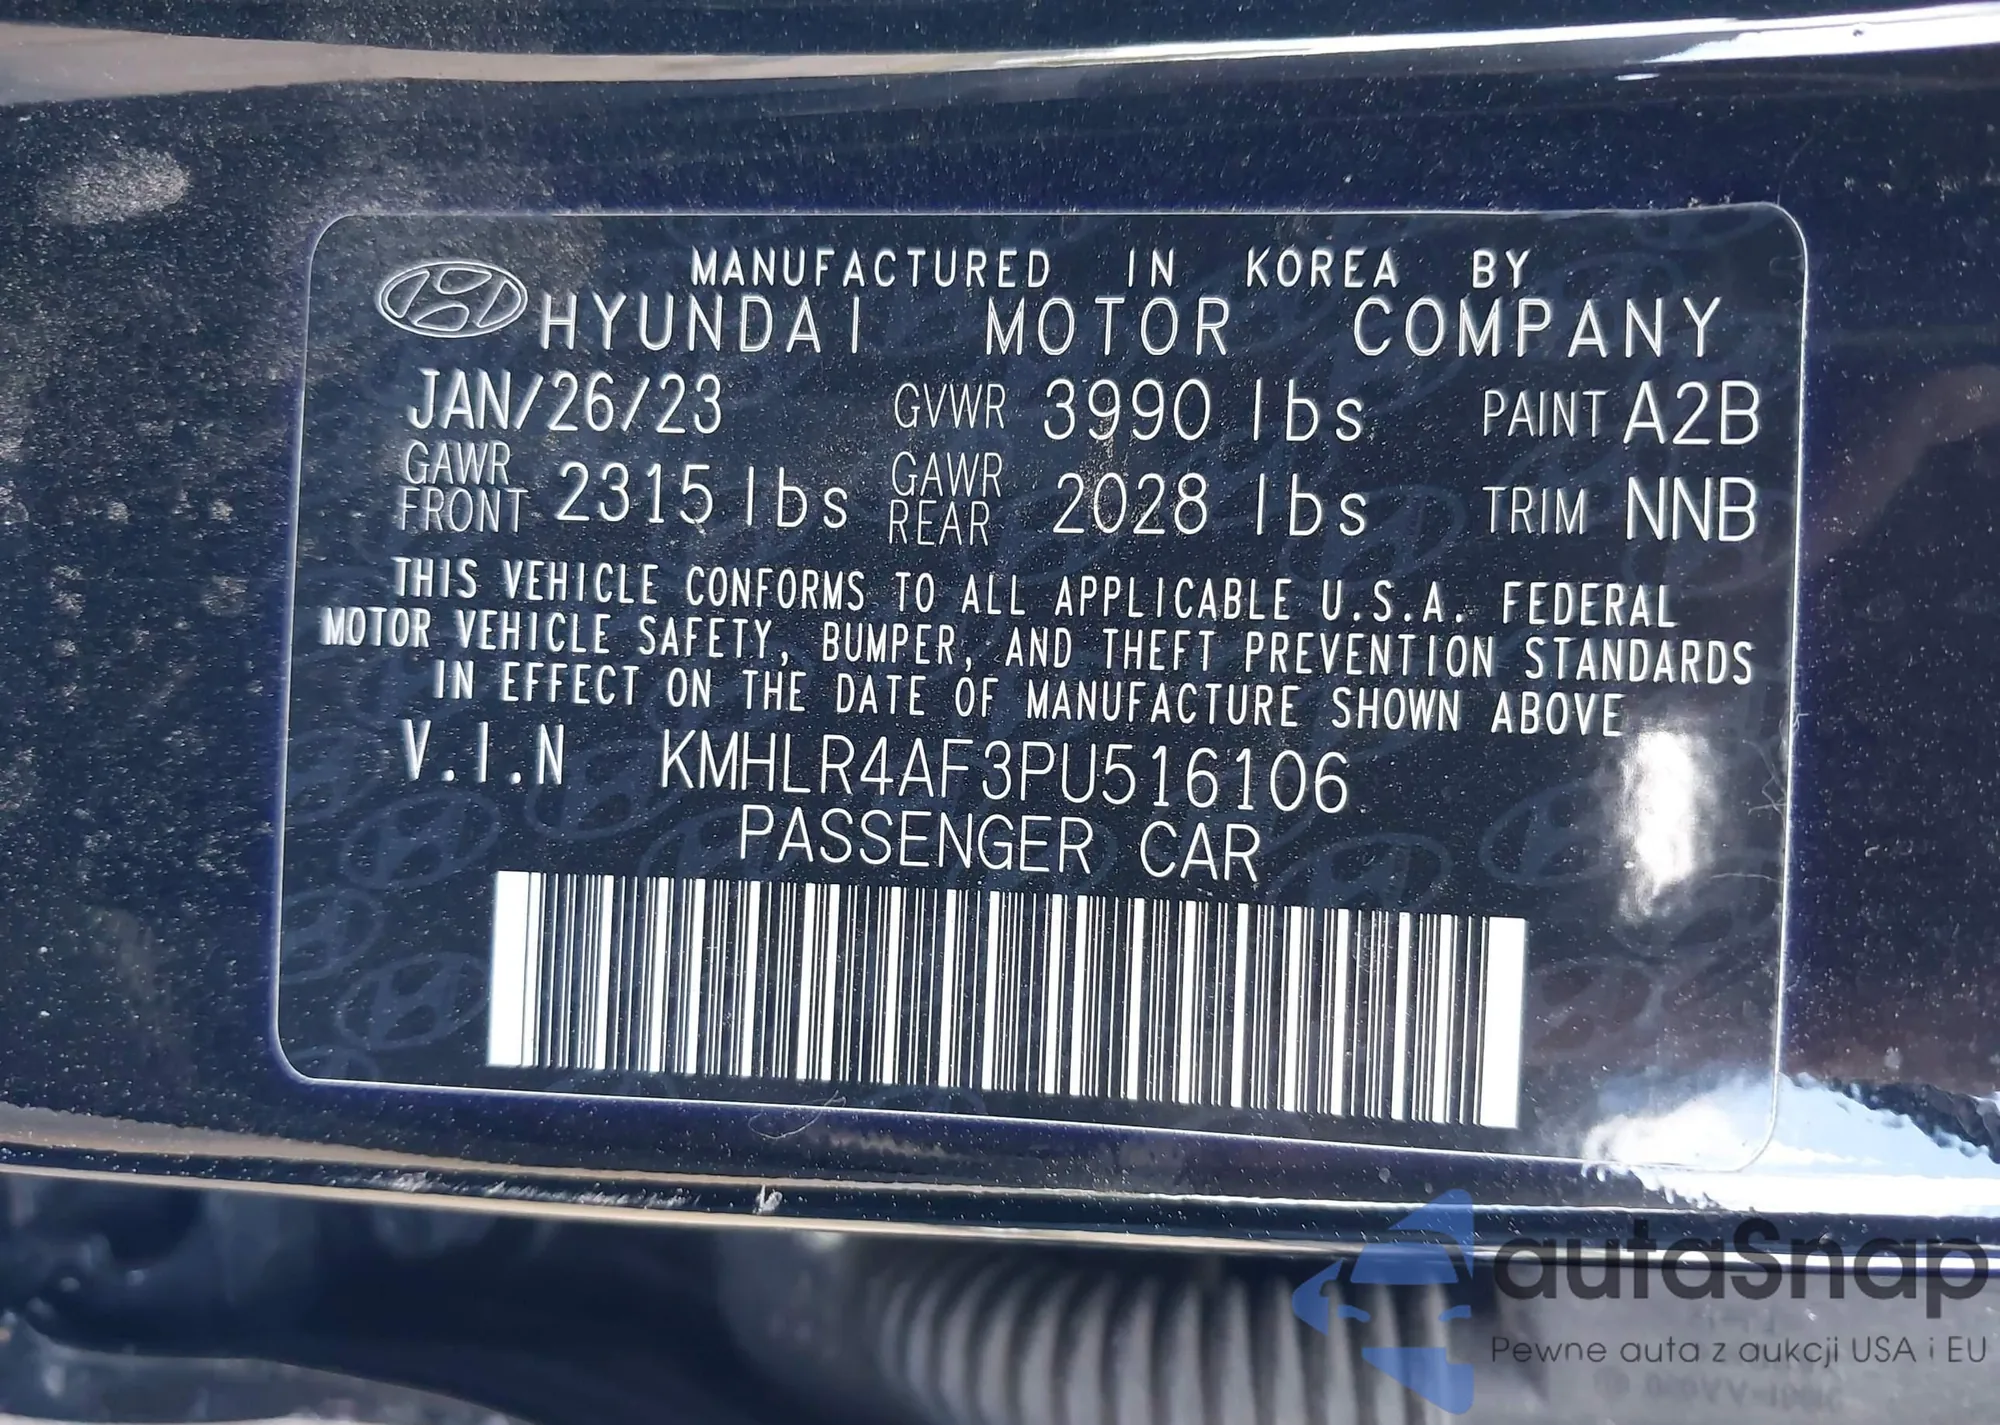 MANUFACTURED IN KOREA BY
HYUNDAI MOTOR COMPANY
JAN/26/23 GVWR 3990 lbs PAINT A2B
GAWR FRONT 2315 lbs GAWR REAR 2028 lbs TRIM NNB
THIS VEHICLE CONFORMS TO ALL APPLICABLE U.S.A. FEDERAL
MOTOR VEHICLE SAFETY, BUMPER, AND THEFT PREVENTION STANDARDS
IN EFFECT ON THE DATE OF MANUFACTURE SHOWN ABOVE
V.I.N KMHLR4AF3PU516106
PASSENGER CAR
autaSnap
Pewne auta z aukcji USA i EU